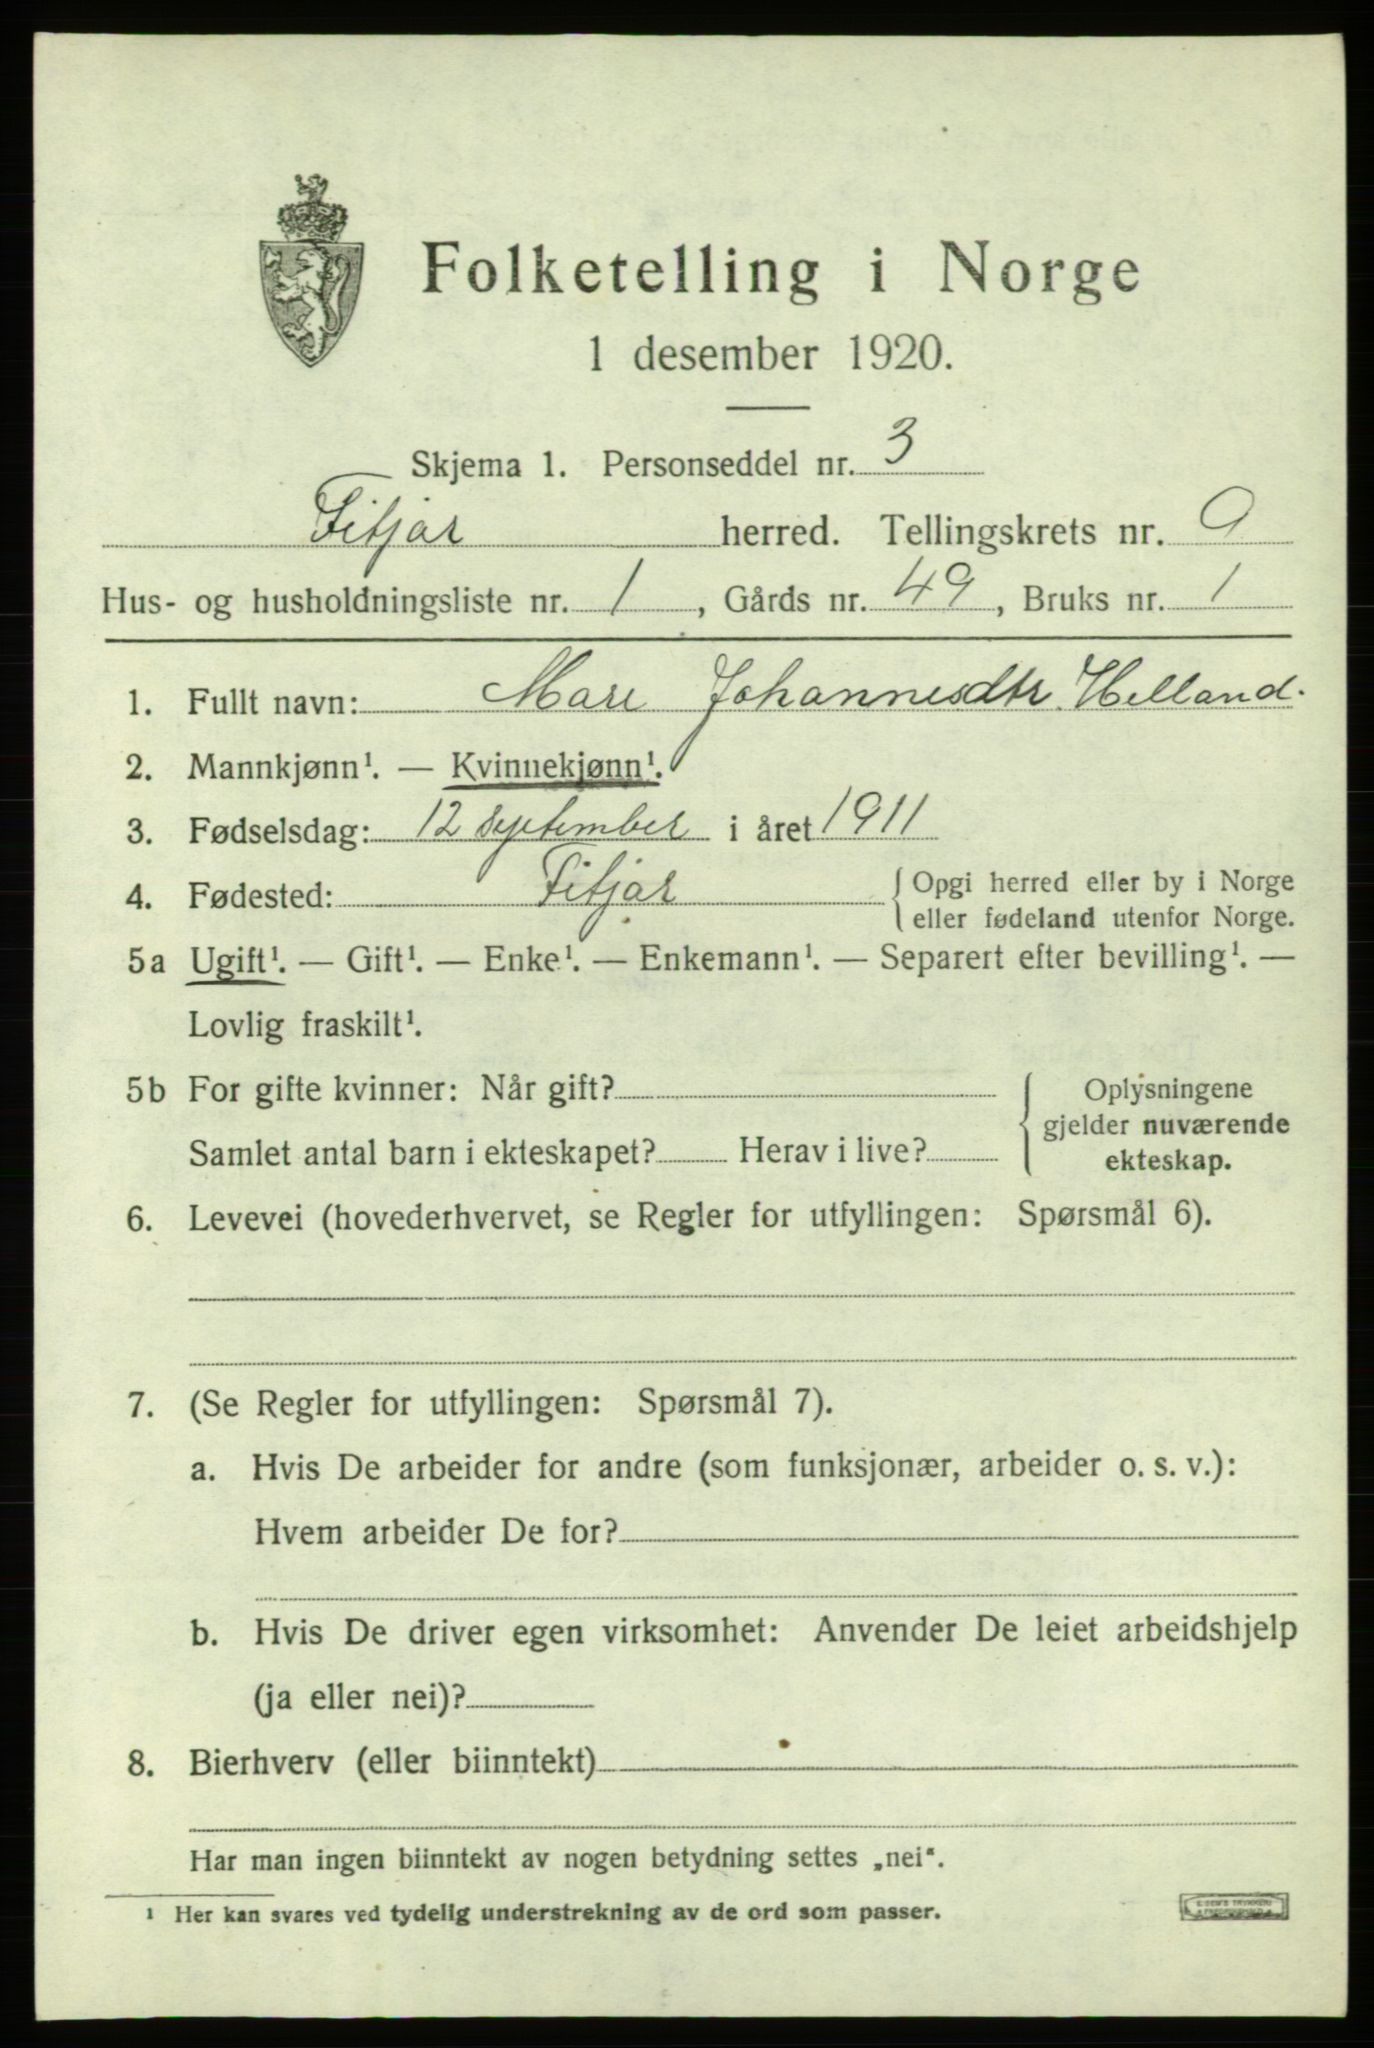 Folketelling i Norge
1 desember 1920.
Skjema 1. Personseddel nr. 3
Fitjar herred. Tellingskrets nr. 9
Hus- og husholdningsliste nr. 1, Gårds nr. 49, Bruks nr. 1
1. Fullt navn: Mari Johannesdtr. Helland.
2. Mannkjønn¹. — Kvinnekjønn¹.
3. Fødselsdag: 12 september i året 1911
4. Fødested: Fitjar { Opgi herred eller by i Norge
eller fødeland utenfor Norge.
5a Ugift¹. — Gift¹. — Enke¹. — Enkemann¹. — Separert efter bevilling¹. —
Lovlig fraskilt¹.
5b For gifte kvinner: Når gift? { Oplysningene
gjelder nuværende
Samlet antal barn i ekteskapet? Herav i live? ekteskap.
6. Levevei (hovederhvervet, se Regler for utfyllingen: Spørsmål 6).
7. (Se Regler for utfyllingen: Spørsmål 7).
a. Hvis De arbeider for andre (som funksjonær, arbeider o. s. v.):
Hvem arbeider De for?
b. Hvis De driver egen virksomhet: Anvender De leiet arbeidshjelp
(ja eller nei)?
8. Bierhverv (eller biinntekt)
Har man ingen biinntekt av nogen betydning settes „nei“.
¹ Her kan svares ved tydelig understrekning av de ord som passer.